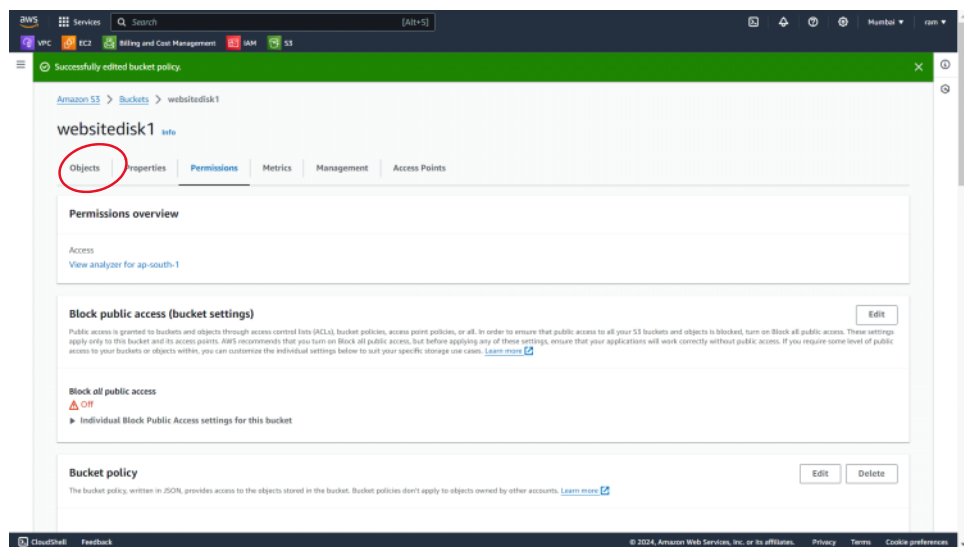 aws Services Search [Alt+S] Mumbai ▼ ram ▼
VPC EC2 Billing and Cost Management IAM S3
Successfully edited bucket policy.
Amazon S3 > Buckets > websitedisk1
websitedisk1 Info
Objects Properties Permissions Metrics Management Access Points
Permissions overview
Access
View analyzer for ap-south-1
Block public access (bucket settings) Edit
Public access is granted to buckets and objects through access control lists (ACLs), bucket policies, access point policies, or all. In order to ensure that public access to all your S3 buckets and objects is blocked, turn on Block all public access. These settings
apply only to this bucket and its access points. AWS recommends that you turn on Block all public access, but before applying any of these settings, ensure that your applications will work correctly without public access. If you require some level of public
access to your buckets or objects within, you can customize the individual settings below to suit your specific storage use cases. Learn more
Block all public access
Off
Individual Block Public Access settings for this bucket
Bucket policy Edit Delete
The bucket policy, written in JSON, provides access to the objects stored in the bucket. Bucket policies don't apply to objects owned by other accounts. Learn more
CloudShell Feedback © 2024, Amazon Web Services, Inc. or its affiliates. Privacy Terms Cookie preferences